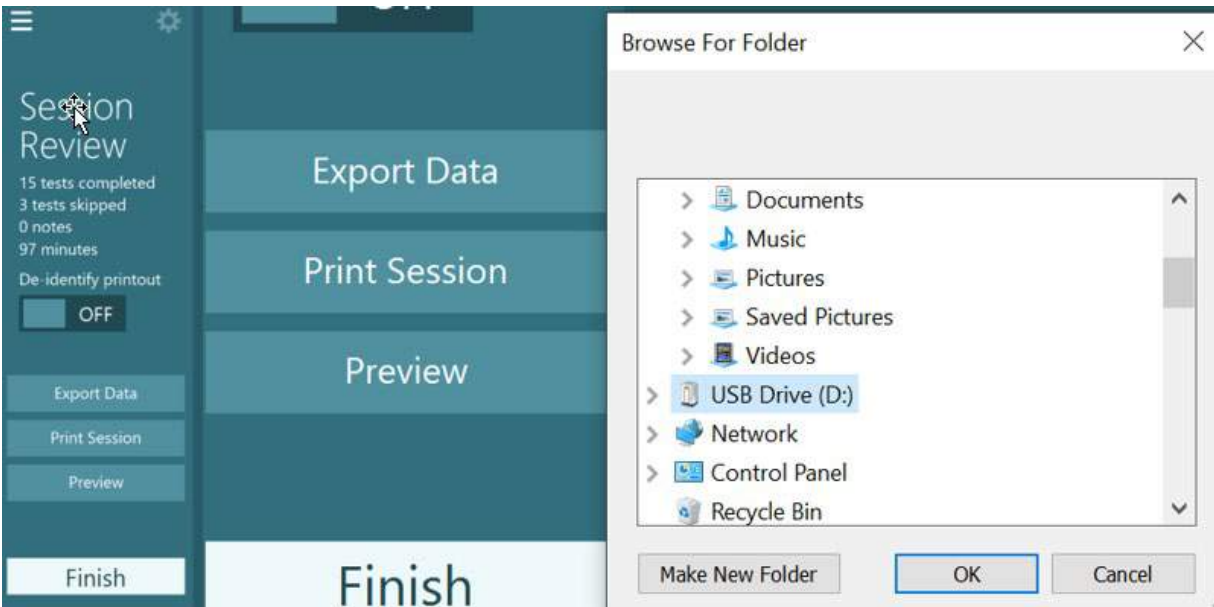 Session
Review
15 tests completed
3 tests skipped
0 notes
97 minutes
De-identify printout
OFF
Export Data
Print Session
Preview
Finish
Export Data
Print Session
Preview
Finish
Browse For Folder
Documents
Music
Pictures
Saved Pictures
Videos
USB Drive (D:)
Network
Control Panel
Recycle Bin
Make New Folder
OK
Cancel